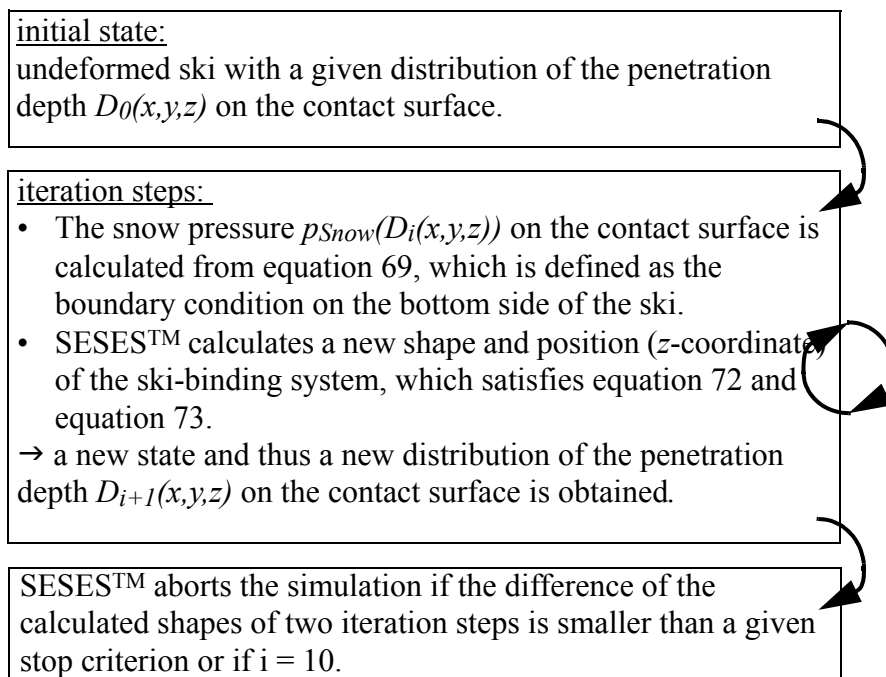 initial state:
undeformed ski with a given distribution of the penetration
depth D0(x,y,z) on the contact surface.
iteration steps:
• The snow pressure pSnow(Di(x,y,z)) on the contact surface is
calculated from equation 69, which is defined as the
boundary condition on the bottom side of the ski.
• SESES™ calculates a new shape and position (z-coordinate)
of the ski-binding system, which satisfies equation 72 and
equation 73.
→ a new state and thus a new distribution of the penetration
depth Di+1(x,y,z) on the contact surface is obtained.
SESES™ aborts the simulation if the difference of the
calculated shapes of two iteration steps is smaller than a given
stop criterion or if i = 10.